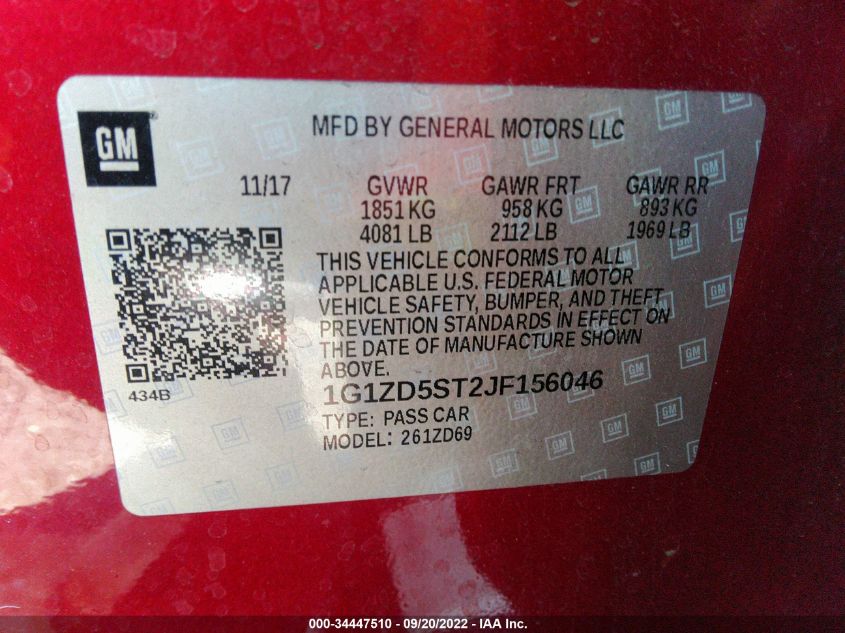 GM
MFD BY GENERAL MOTORS LLC
11/17 GVWR GAWR FRT GAWR RR
1851 KG 958 KG 893 KG
4081 LB 2112 LB 1969 LB
THIS VEHICLE CONFORMS TO ALL
APPLICABLE U.S. FEDERAL MOTOR
VEHICLE SAFETY, BUMPER, AND THEFT
PREVENTION STANDARDS IN EFFECT ON
THE DATE OF MANUFACTURE SHOWN
ABOVE.
434B
1G1ZD5ST2JF156046
TYPE: PASS CAR
MODEL: 261ZD69
000-34447510 - 09/20/2022 - IAA Inc.